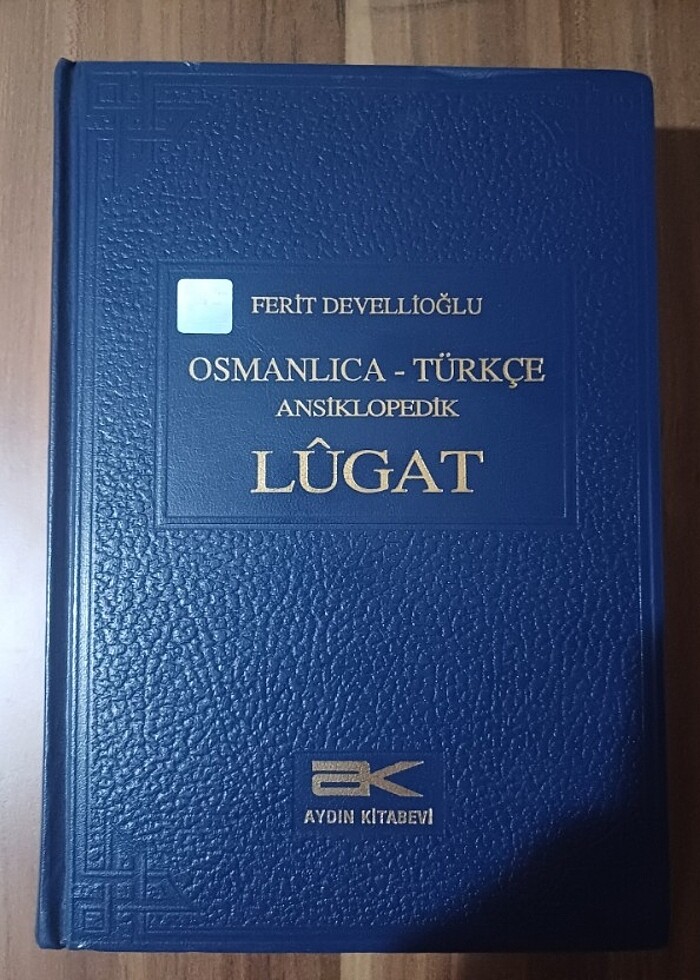 FERİT DEVELLİOĞLU
OSMANLICA - TÜRKÇE
ANSİKLOPEDİK
LÛGAT
AK
AYDIN KİTABEVİ